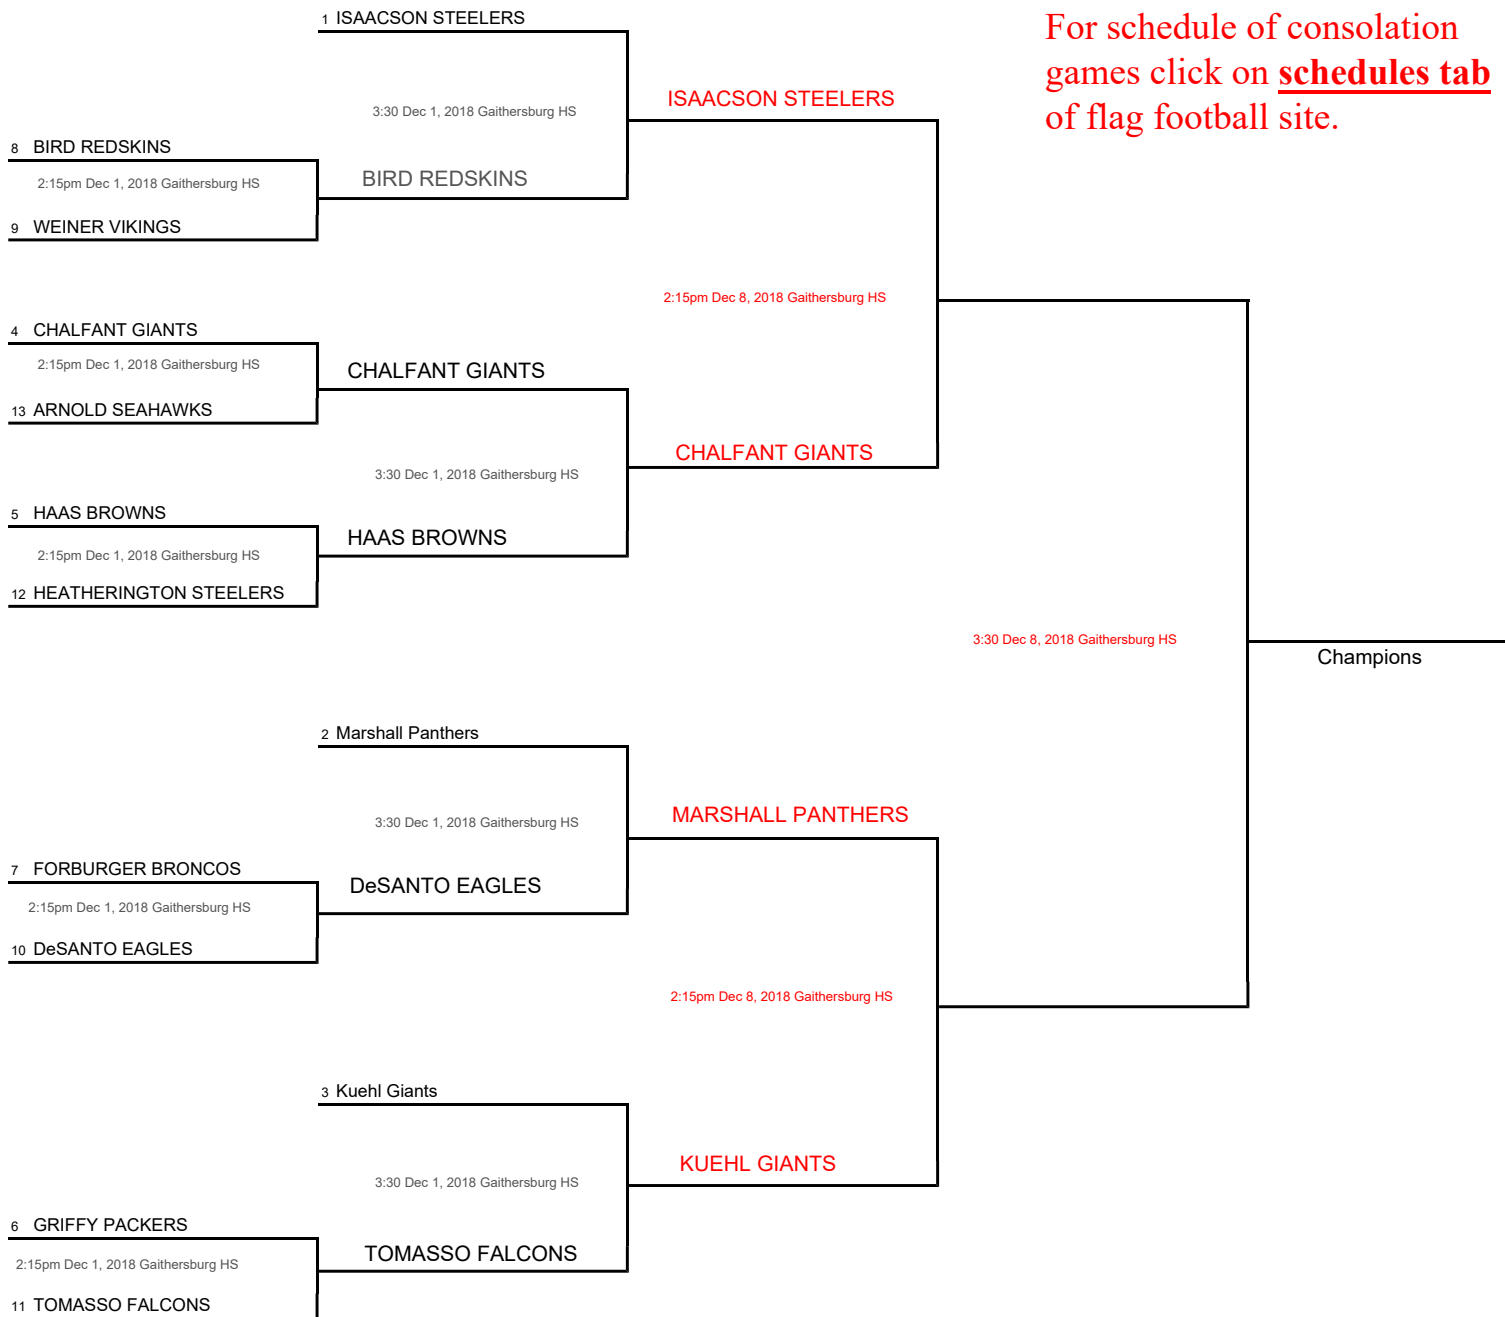 1 ISAACSON STEELERS
For schedule of consolation
games click on schedules tab
of flag football site.
ISAACSON STEELERS
3:30 Dec 1, 2018 Gaithersburg HS
8 BIRD REDSKINS
2:15pm Dec 1, 2018 Gaithersburg HS
BIRD REDSKINS
9 WEINER VIKINGS
2:15pm Dec 8, 2018 Gaithersburg HS
4 CHALFANT GIANTS
2:15pm Dec 1, 2018 Gaithersburg HS
CHALFANT GIANTS
13 ARNOLD SEAHAWKS
CHALFANT GIANTS
3:30 Dec 1, 2018 Gaithersburg HS
5 HAAS BROWNS
HAAS BROWNS
2:15pm Dec 1, 2018 Gaithersburg HS
12 HEATHERINGTON STEELERS
3:30 Dec 8, 2018 Gaithersburg HS
Champions
2 Marshall Panthers
MARSHALL PANTHERS
3:30 Dec 1, 2018 Gaithersburg HS
7 FORBURGER BRONCOS
DeSANTO EAGLES
2:15pm Dec 1, 2018 Gaithersburg HS
10 DeSANTO EAGLES
2:15pm Dec 8, 2018 Gaithersburg HS
3 Kuehl Giants
KUEHL GIANTS
3:30 Dec 1, 2018 Gaithersburg HS
6 GRIFFY PACKERS
TOMASSO FALCONS
2:15pm Dec 1, 2018 Gaithersburg HS
11 TOMASSO FALCONS